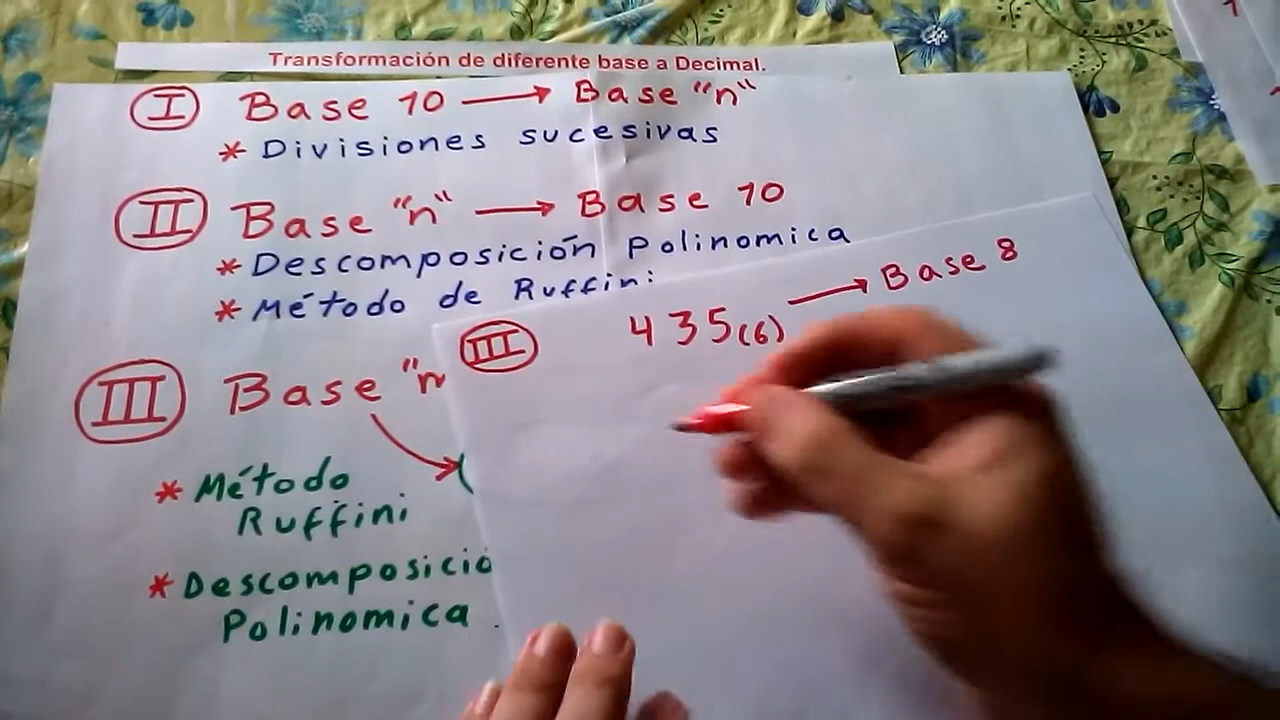 Transformación de diferente base a Decimal.
I Base 10 → Base "n"
* Divisiones sucesivas
II Base "n" → Base 10
* Descomposición Polinomica
* Método de Ruffini:
III Base "n
* Método
Ruffini
* Descomposició
Polinomica.
III 435(6) → Base 8